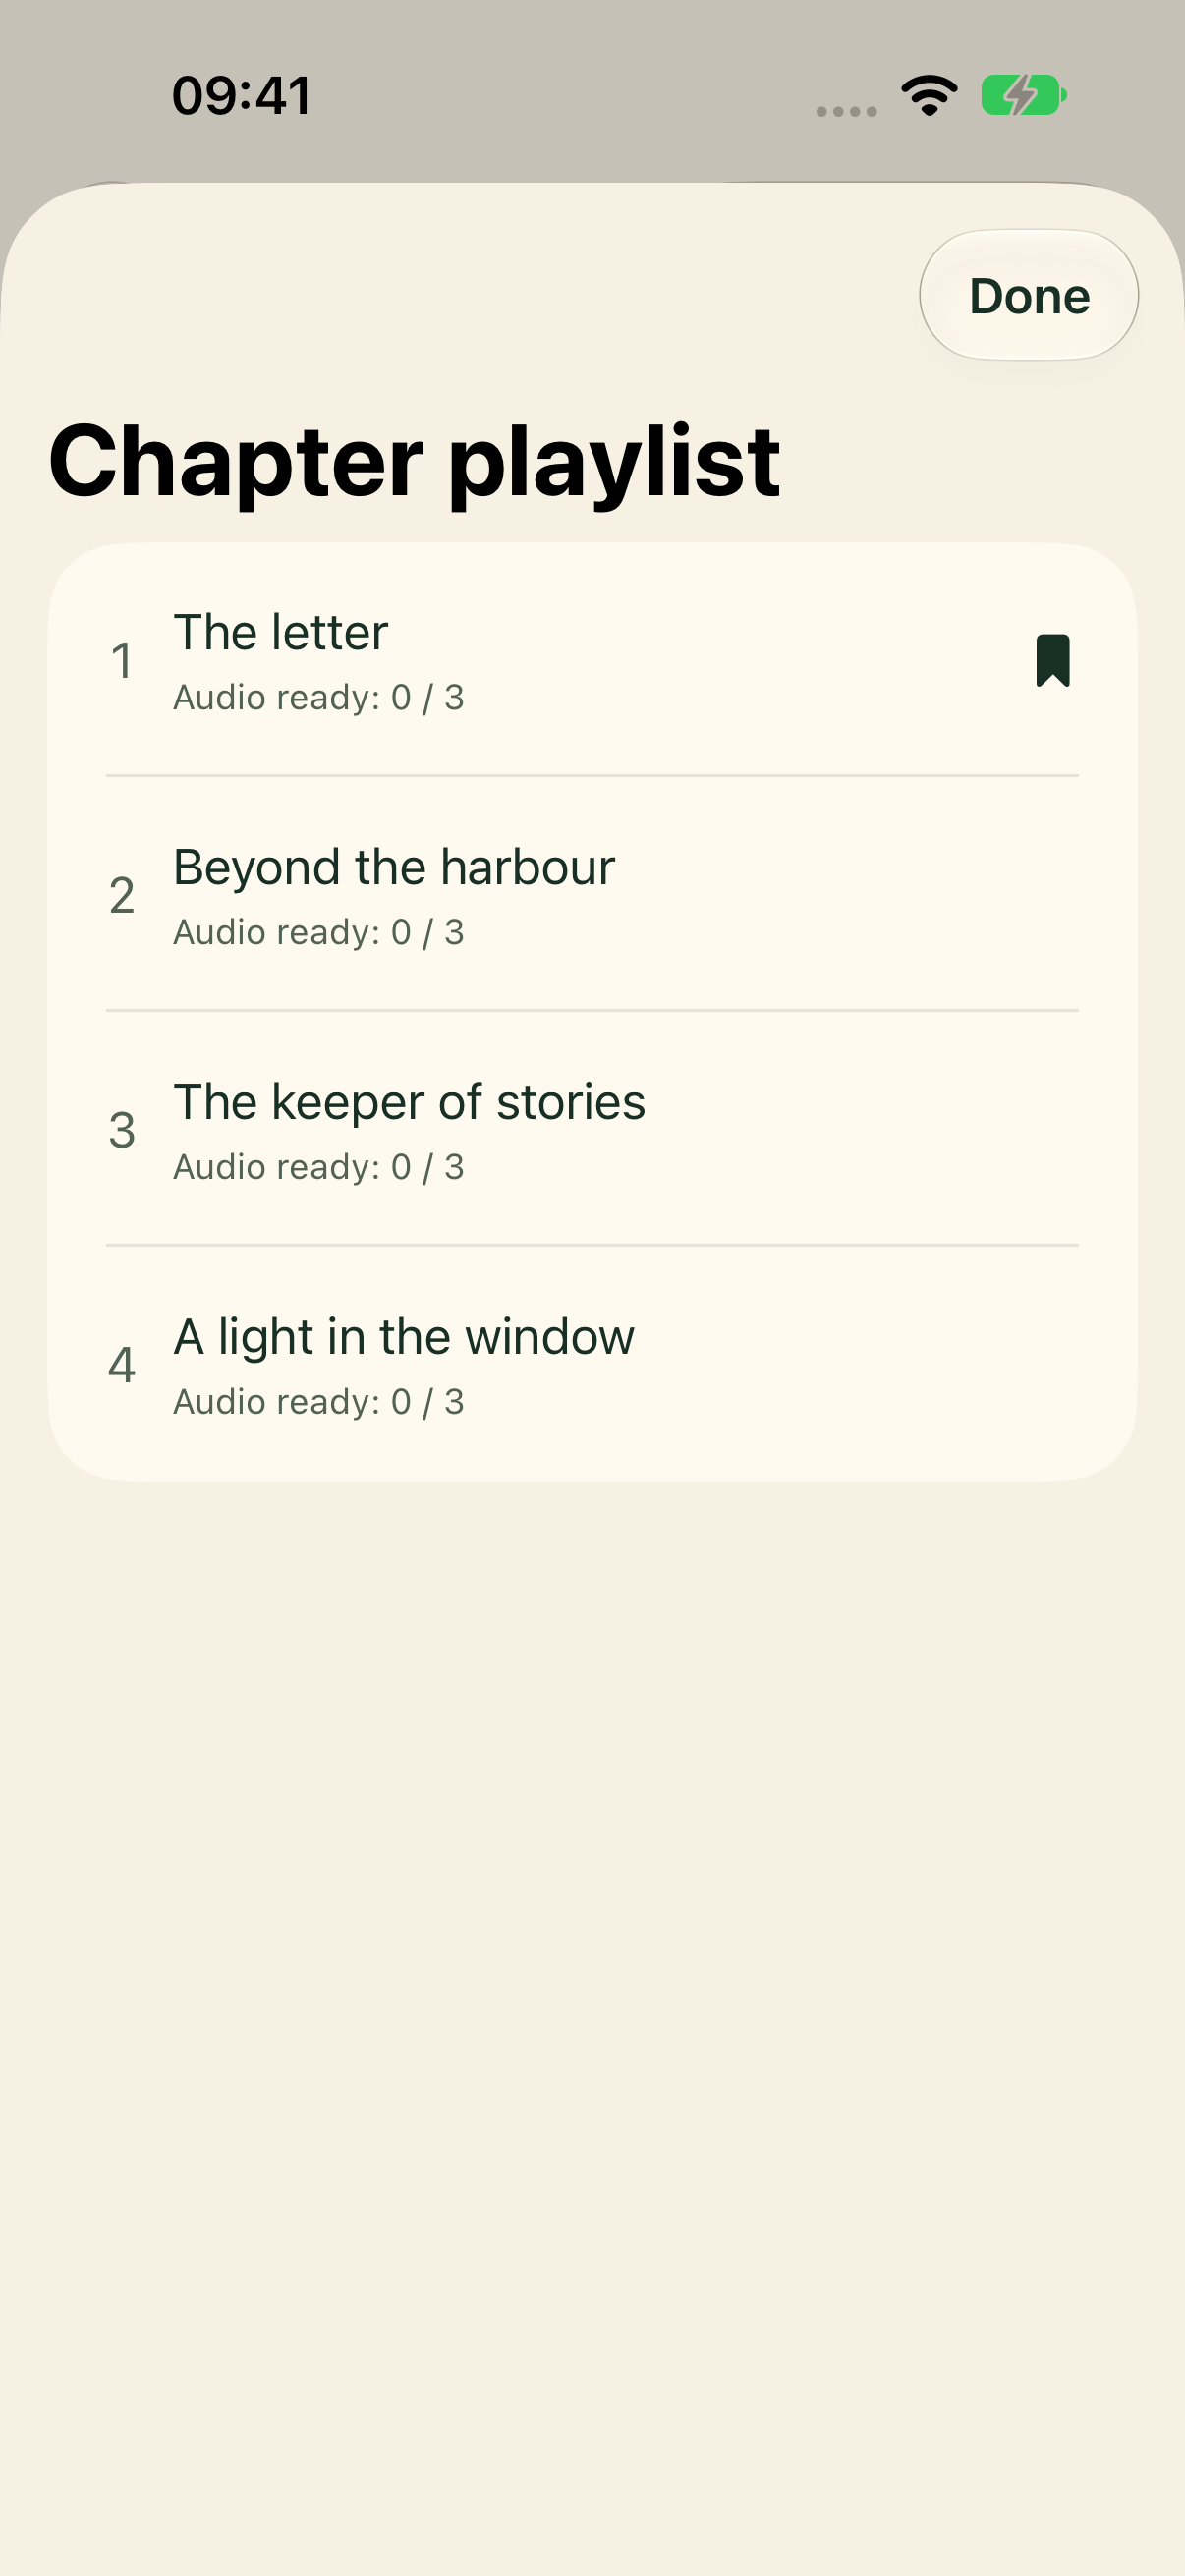 09:41
Done
Chapter playlist
1
The letter
Audio ready: 0 / 3
2
Beyond the harbour
Audio ready: 0 / 3
3
The keeper of stories
Audio ready: 0 / 3
4
A light in the window
Audio ready: 0 / 3